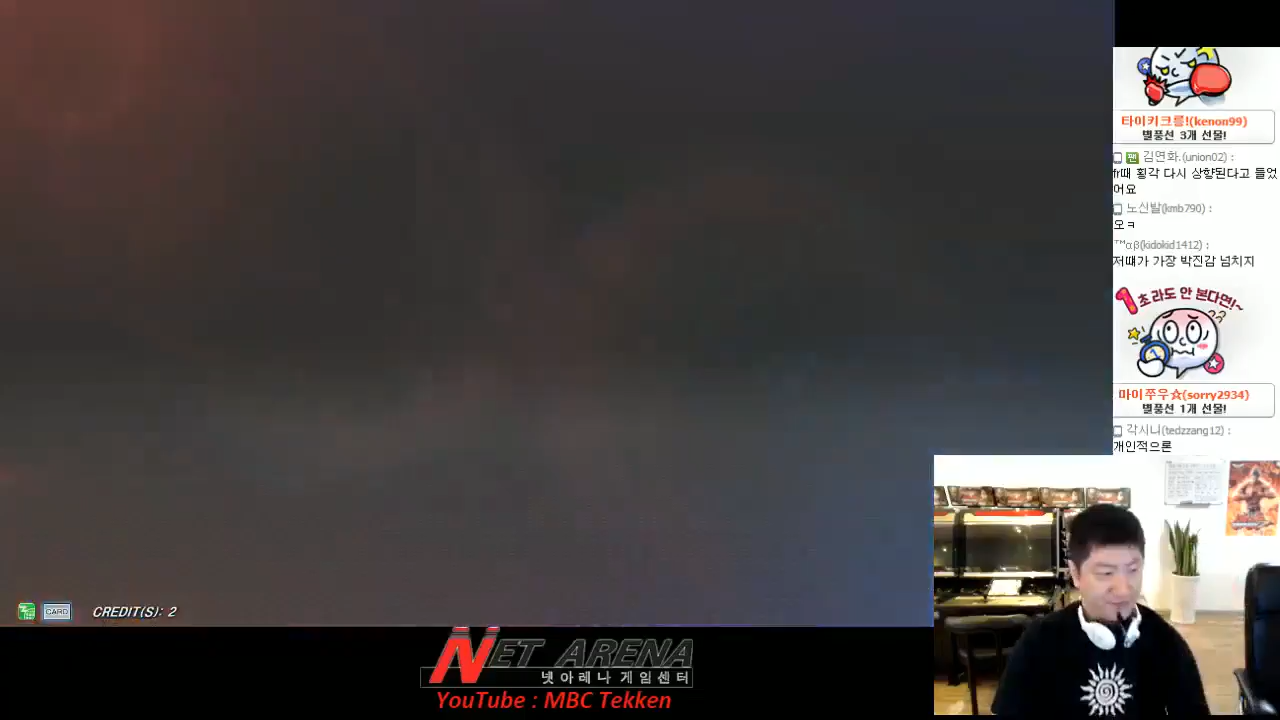 타이키크를!(kenon99)
별풍선 3개 선물!
팬 김연화.(union02) :
fr때 횡각 다시 상향된다고 들었
어요
노신발(kmb790) :
오ㅋ
™αβ(kidokid1412) :
저때가 가장 박진감 넘치지
1초라도 안 본다면!~
마이쭈우☆(sorry2934)
별풍선 1개 선물!
각시니(tedzzang12) :
개인적으론
CARD CREDIT(S): 2
NET ARENA
넷아레나 게임센터
YouTube : MBC Tekken